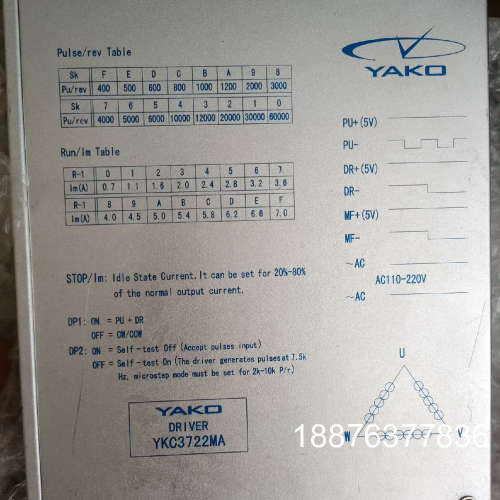 Pulse/rev Table
YAKO
Sk F E D C B A 9 8
Pu/rev 400 500 600 800 1000 1200 2000 3000
Sk 7 6 5 4 3 2 1 0
Pu/rev 4000 5000 6000 10000 12000 20000 30000 60000
Run/Im Table
R-1 0 1 2 3 4 5 6 7
Im(A) 0.7 1.1 1.6 2.0 2.4 2.8 3.2 3.6
R-1 8 9 A B C D E F
Im(A) 4.0 4.5 5.0 5.4 5.8 6.2 6.6 7.0
PU+(5V)
PU-
DR+(5V)
DR-
MF+(5V)
MF-
~AC
AC110-220V
~AC
STOP/Im: Idle State Current. It can be set for 20%-80%
of the normal output current.
DP1: ON = PU + DR
OFF = CW/CCW
DP2: ON = Self-test Off (Accept pulses input)
OFF = Self-test On (The driver generates pulses at 7.5k
Hz, microstep mode must be set for 2k-10k P/r)
U
W
V
YAKO
DRIVER
YKC3722MA
18876377836